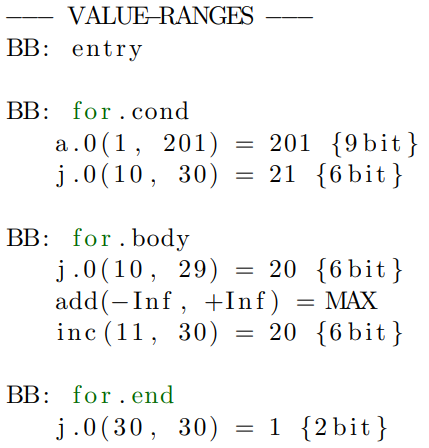 ——— VALUE-RANGES ———
BB: entry
BB: for.cond
a.0(1, 201) = 201 {9bit}
j.0(10, 30) = 21 {6bit}
BB: for.body
j.0(10, 29) = 20 {6bit}
add(-Inf, +Inf) = MAX
inc(11, 30) = 20 {6bit}
BB: for.end
j.0(30, 30) = 1 {2bit}